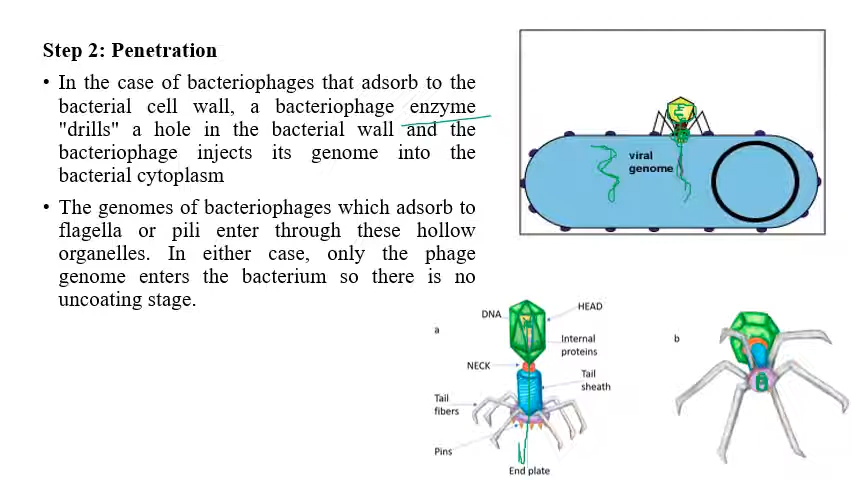 Step 2: Penetration
• In the case of bacteriophages that adsorb to the
bacterial cell wall, a bacteriophage enzyme
"drills" a hole in the bacterial wall and the
bacteriophage injects its genome into the
bacterial cytoplasm
• The genomes of bacteriophages which adsorb to
flagella or pili enter through these hollow
organelles. In either case, only the phage
genome enters the bacterium so there is no
uncoating stage.
viral
genome
a
DNA
HEAD
Internal
proteins
NECK
Tail
sheath
Tail
fibers
Pins
End plate
b